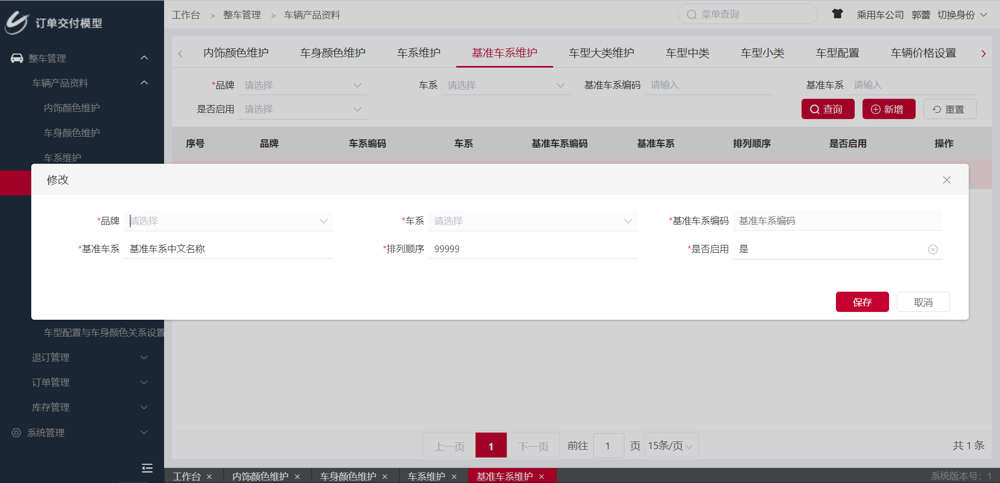 订单交付模型
工作台 > 整车管理 > 车辆产品资料
菜单查询
乘用车公司 郭蕾 切换身份
整车管理
车辆产品资料
内饰颜色维护
车身颜色维护
车系维护
车型配置与车身颜色关系设置
退订管理
订单管理
库存管理
系统管理
内饰颜色维护 车身颜色维护 车系维护 基准车系维护 车型大类维护 车型中类 车型小类 车型配置 车辆价格设置
*品牌 请选择 车系 请选择 基准车系编码 请输入 基准车系 请输入
是否启用 请选择 查询 新增 重置
序号 品牌 车系编码 车系 基准车系编码 基准车系 排列顺序 是否启用 操作
修改
*品牌 请选择 *车系 请选择 *基准车系编码 基准车系编码
*基准车系 基准车系中文名称 *排列顺序 99999 *是否启用 是
保存 取消
上一页 1 下一页 前往 1 页 15条/页 共 1 条
工作台 × 内饰颜色维护 × 车身颜色维护 × 车系维护 × 基准车系维护 × 系统版本号：1